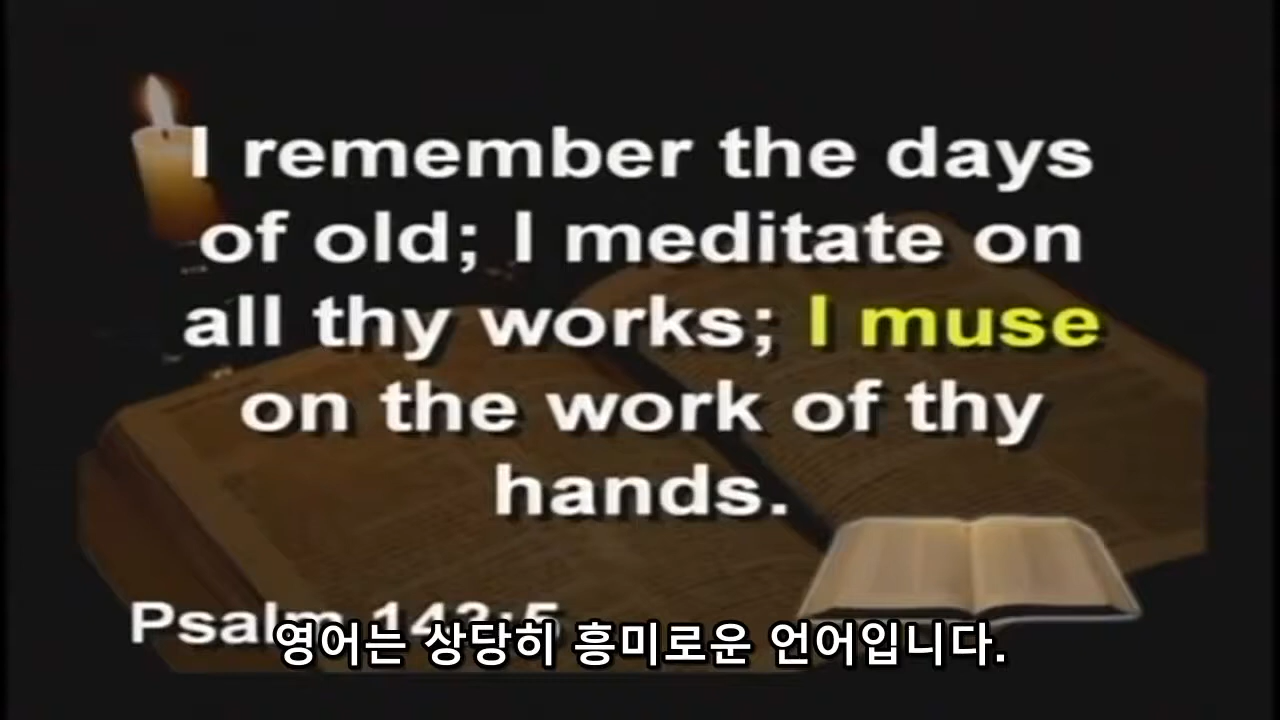 I remember the days
of old; I meditate on
all thy works; I muse
on the work of thy
hands.
Psalm 143:5
영어는 상당히 흥미로운 언어입니다.